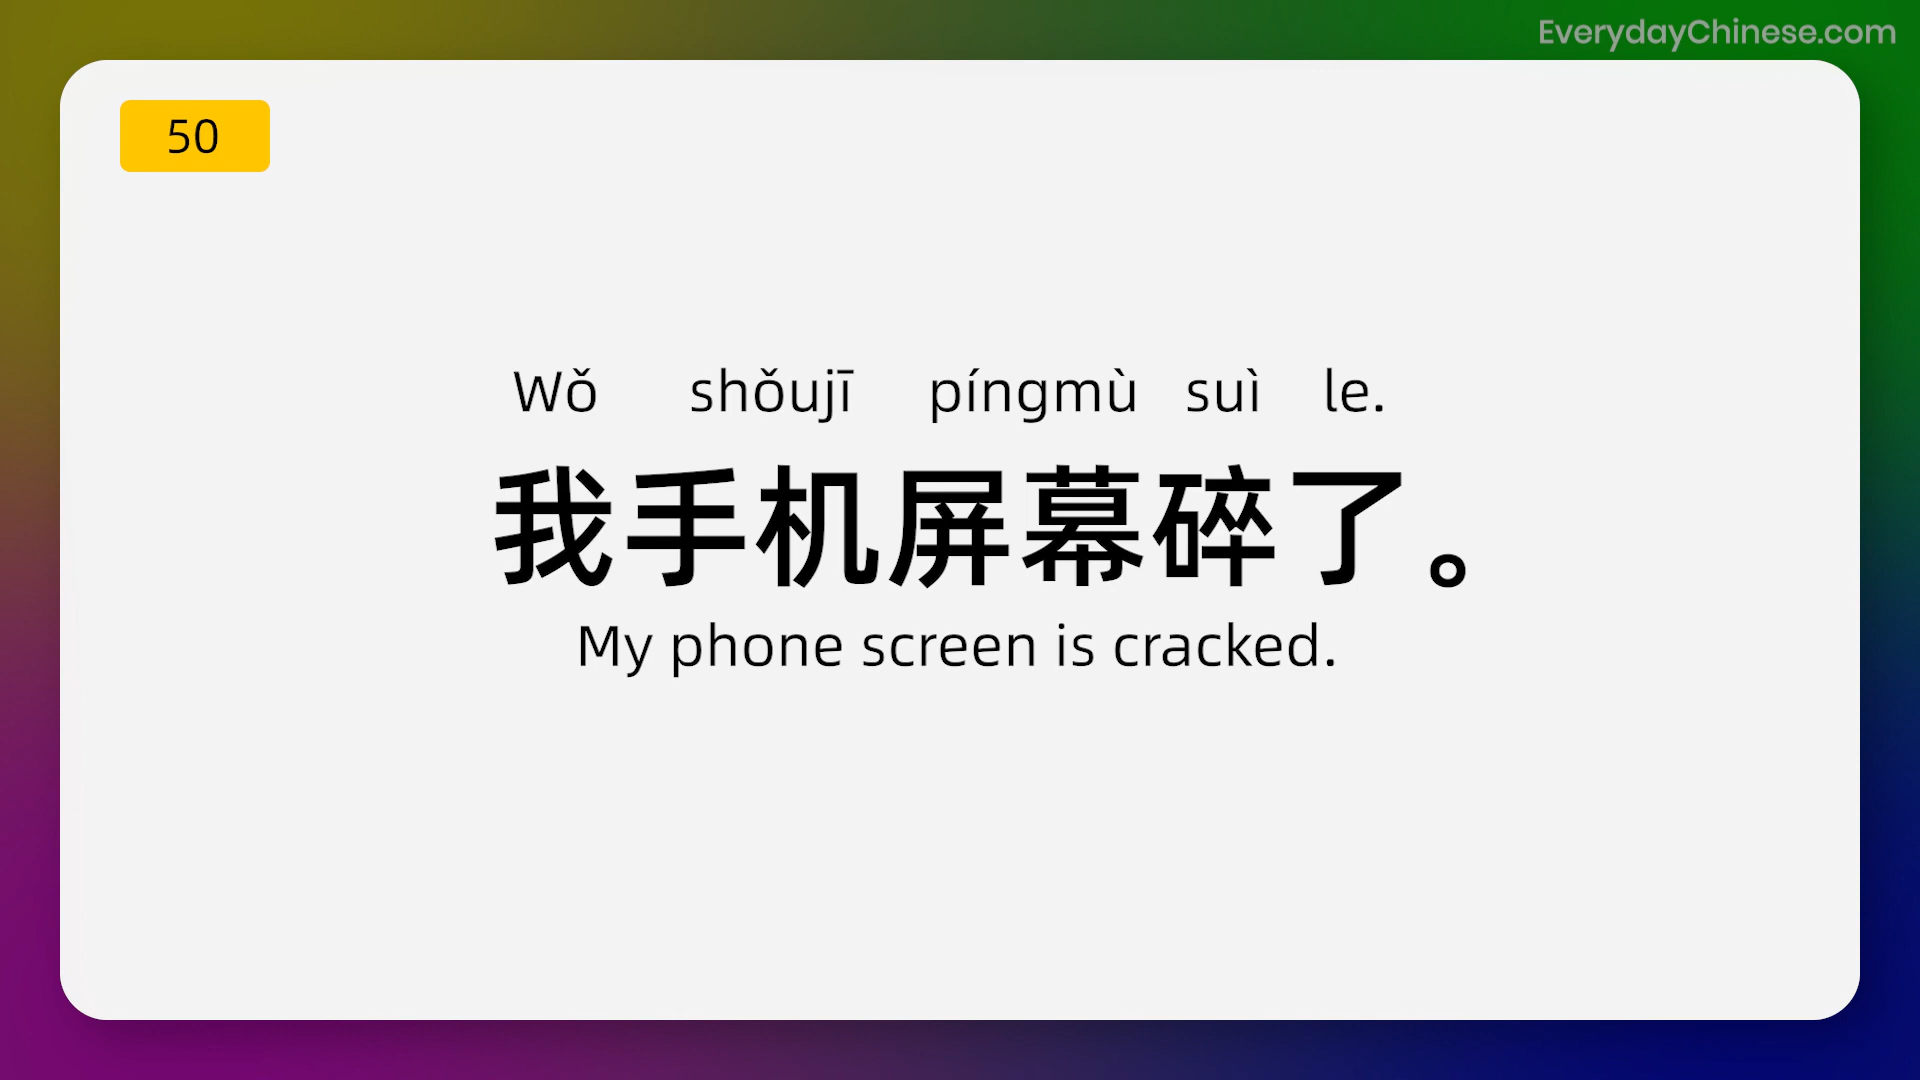 EverydayChinese.com
50
Wǒ shǒujī píngmù suì le.
我手机屏幕碎了。
My phone screen is cracked.